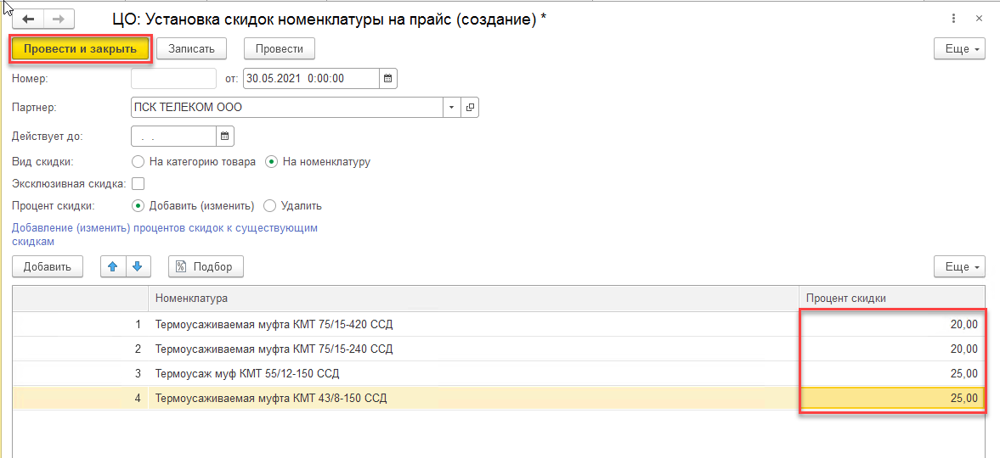 ЦО: Установка скидок номенклатуры на прайс (создание) *
Провести и закрыть Записать Провести Еще
Номер: от: 30.05.2021 0:00:00
Партнер: ПСК ТЕЛЕКОМ ООО
Действует до: . .
Вид скидки: На категорию товара На номенклатуру
Эксклюзивная скидка:
Процент скидки: Добавить (изменить) Удалить
Добавление (изменить) процентов скидок к существующим
скидкам
Добавить Подбор Еще
Номенклатура Процент скидки
1 Термоусаживаемая муфта КМТ 75/15-420 ССД 20,00
2 Термоусаживаемая муфта КМТ 75/15-240 ССД 20,00
3 Термоусаж муф КМТ 55/12-150 ССД 25,00
4 Термоусаживаемая муфта КМТ 43/8-150 ССД 25,00